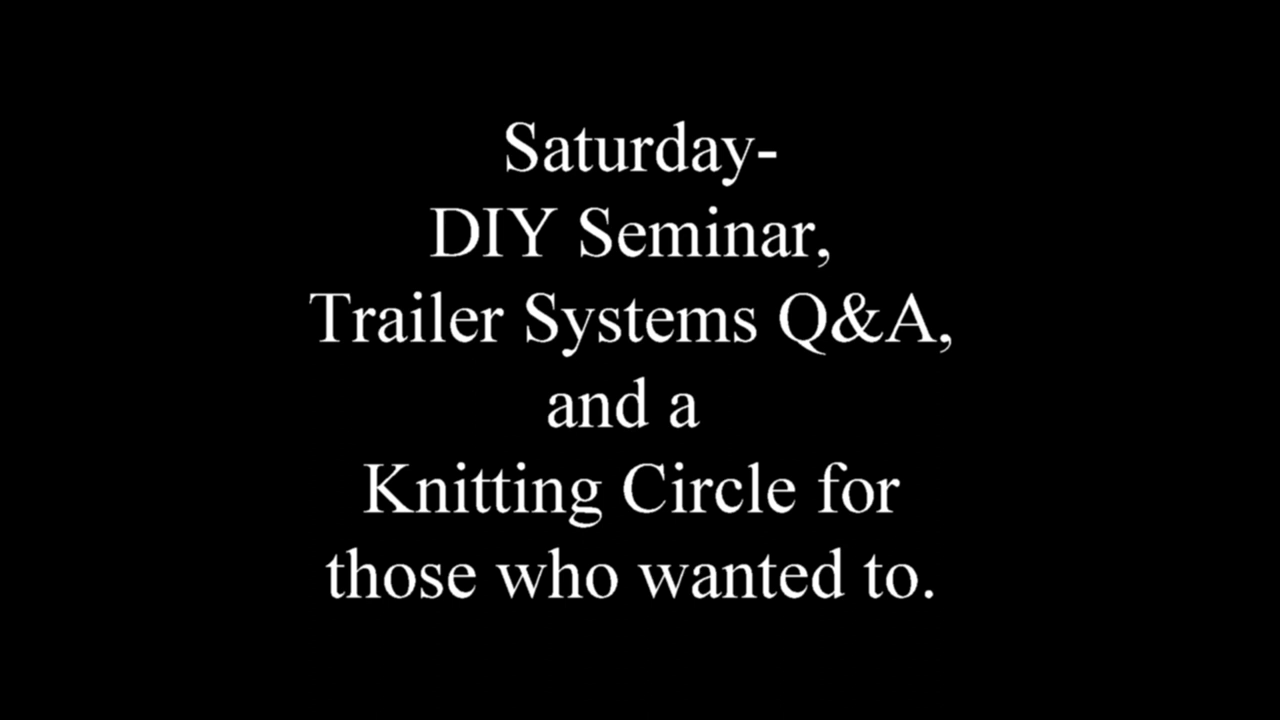 Saturday-
DIY Seminar,
Trailer Systems Q&A,
and a
Knitting Circle for
those who wanted to.